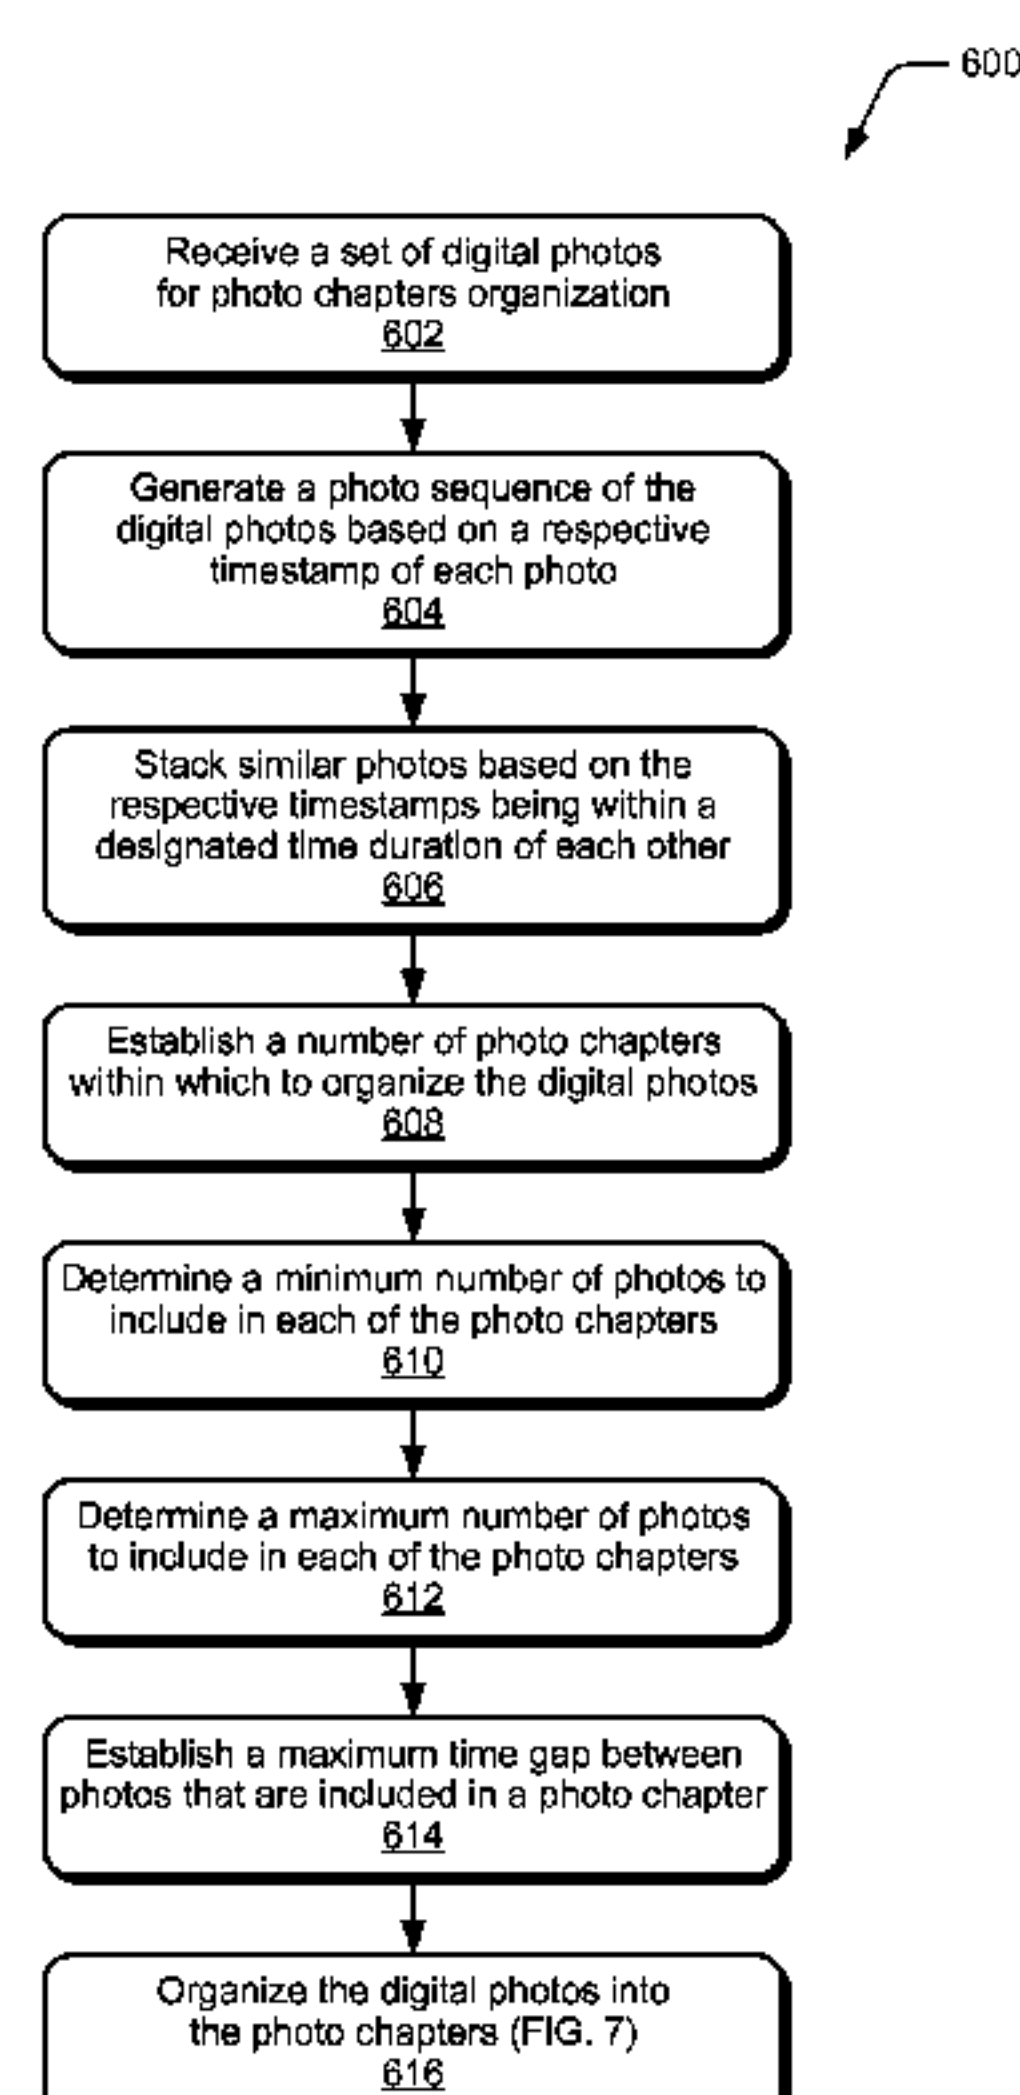 600
Receive a set of digital photos
for photo chapters organization
602
Generate a photo sequence of the
digital photos based on a respective
timestamp of each photo
604
Stack similar photos based on the
respective timestamps being within a
designated time duration of each other
606
Establish a number of photo chapters
within which to organize the digital photos
608
Determine a minimum number of photos to
include in each of the photo chapters
610
Determine a maximum number of photos
to include in each of the photo chapters
612
Establish a maximum time gap between
photos that are included in a photo chapter
614
Organize the digital photos into
the photo chapters (FIG. 7)
616